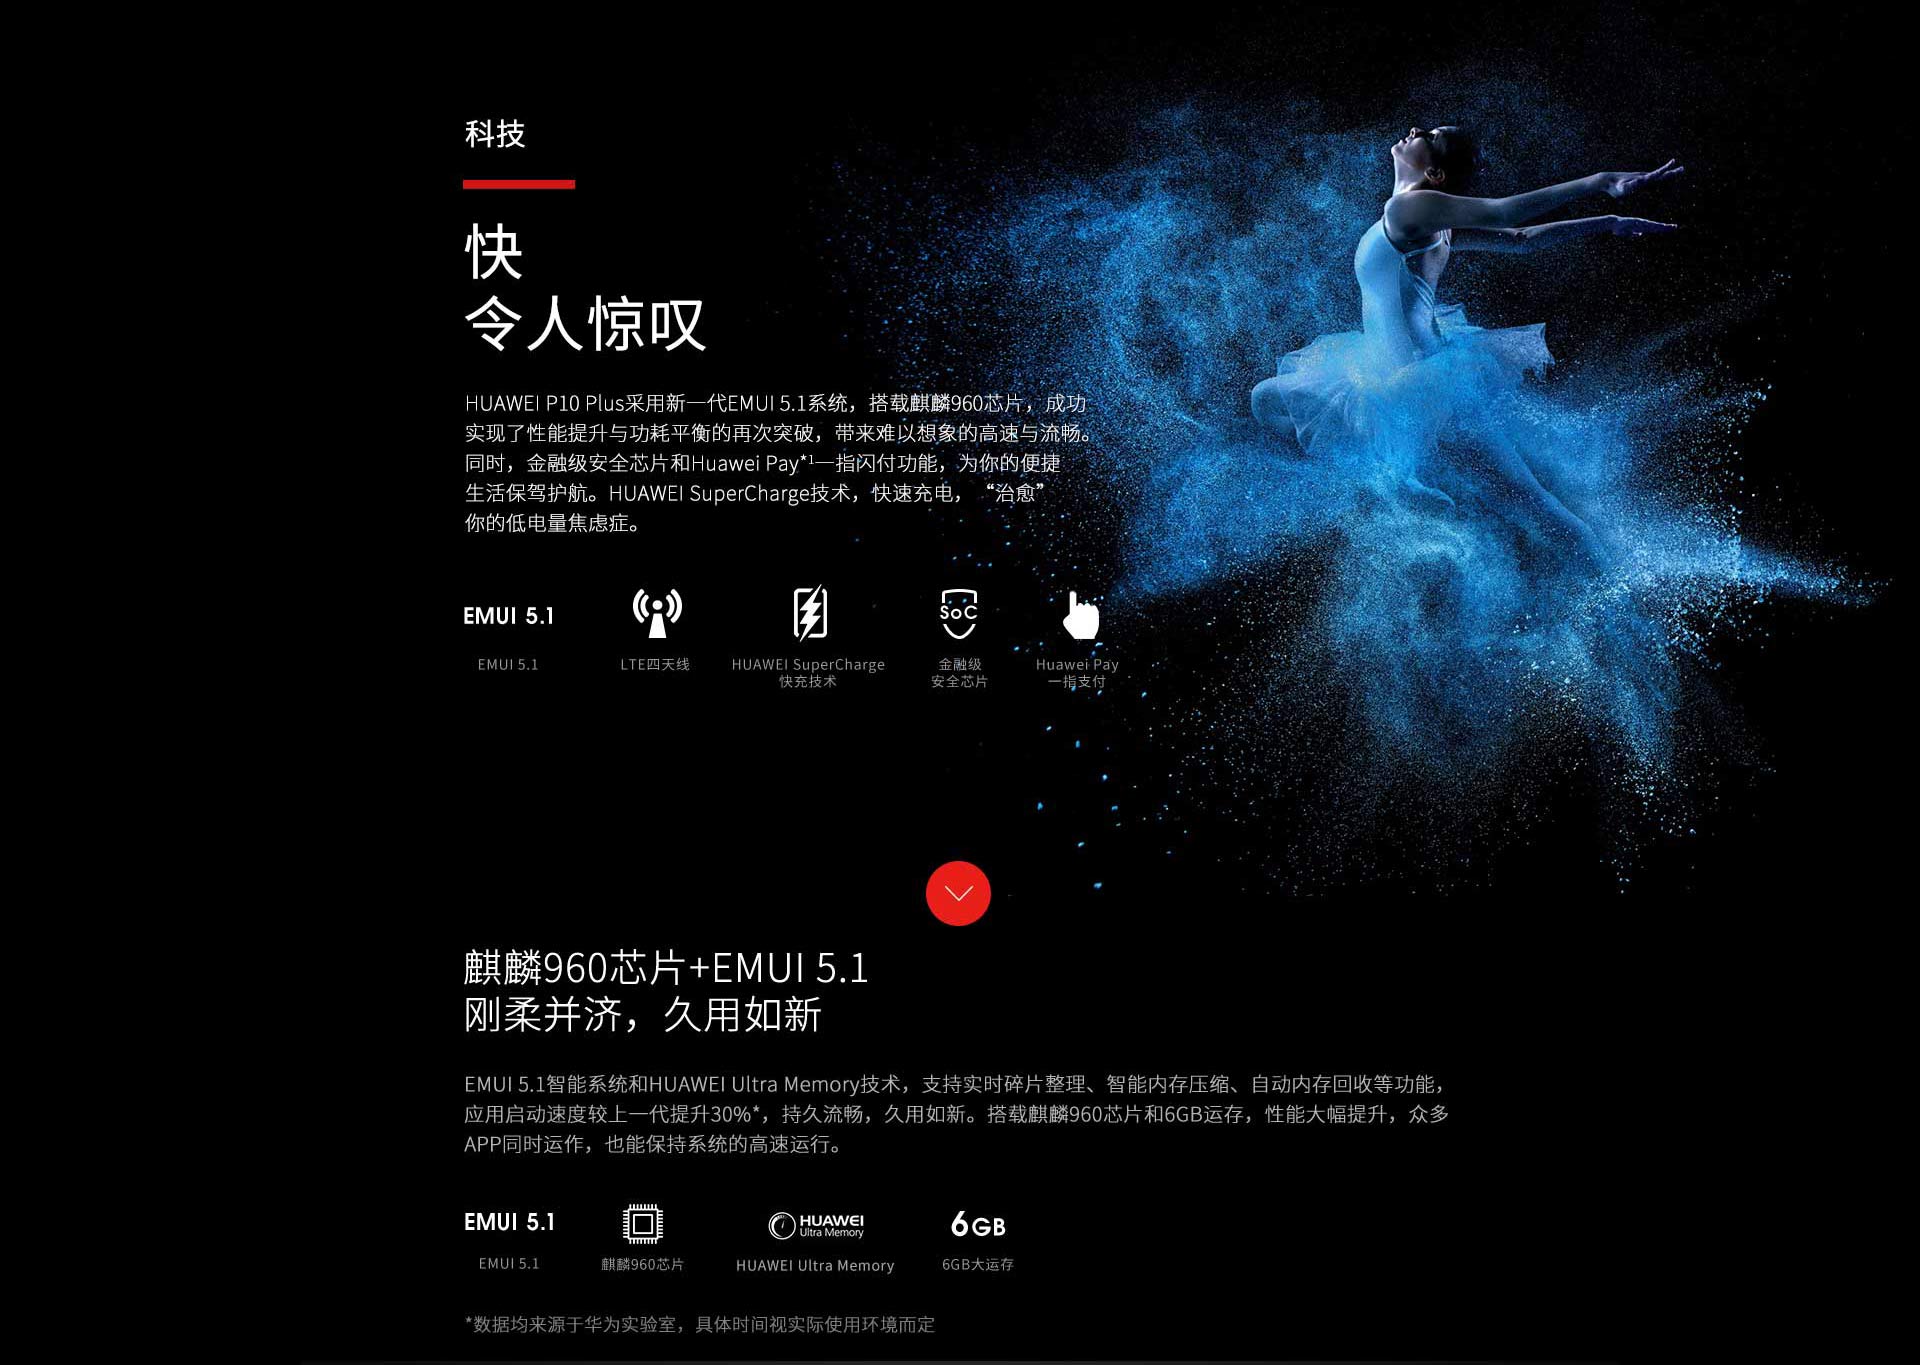 科技
快
令人惊叹
HUAWEI P10 Plus采用新一代EMUI 5.1系统，搭载麒麟960芯片，成功
实现了性能提升与功耗平衡的再次突破，带来难以想象的高速与流畅。
同时，金融级安全芯片和Huawei Pay*¹一指闪付功能，为你的便捷
生活保驾护航。HUAWEI SuperCharge技术，快速充电，“治愈”
你的低电量焦虑症。
EMUI 5.1
SoC
EMUI 5.1
LTE四天线
HUAWEI SuperCharge
快充技术
金融级
安全芯片
Huawei Pay
一指支付
麒麟960芯片+EMUI 5.1
刚柔并济，久用如新
EMUI 5.1智能系统和HUAWEI Ultra Memory技术，支持实时碎片整理、智能内存压缩、自动内存回收等功能，
应用启动速度较上一代提升30%*，持久流畅，久用如新。搭载麒麟960芯片和6GB运存，性能大幅提升，众多
APP同时运作，也能保持系统的高速运行。
EMUI 5.1
HUAWEI
Ultra Memory
6GB
EMUI 5.1
麒麟960芯片
HUAWEI Ultra Memory
6GB大运存
*数据均来源于华为实验室，具体时间视实际使用环境而定